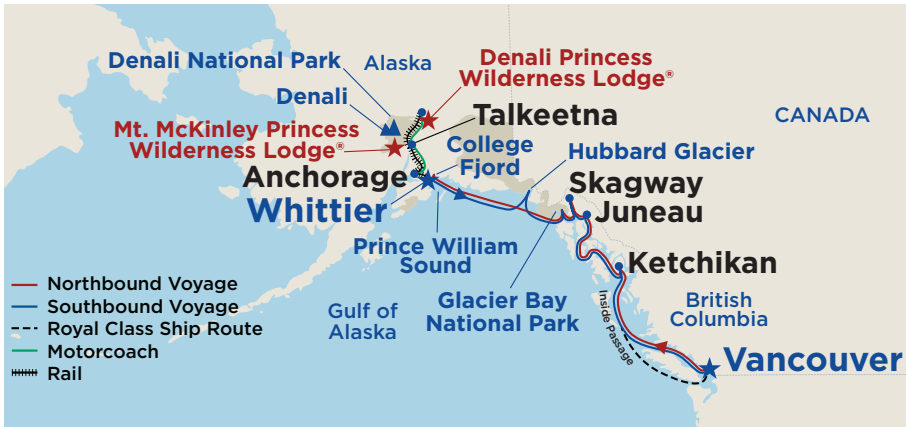 Denali National Park
Alaska
Denali Princess
Wilderness Lodge®
Denali
Mt. McKinley Princess
Wilderness Lodge®
Talkeetna
CANADA
College
Fjord
Hubbard Glacier
Anchorage
Whittier
Skagway
Juneau
Prince William
Sound
Ketchikan
Glacier Bay
National Park
Gulf of
Alaska
Inside Passage
British
Columbia
Vancouver
Northbound Voyage
Southbound Voyage
Royal Class Ship Route
Motorcoach
Rail